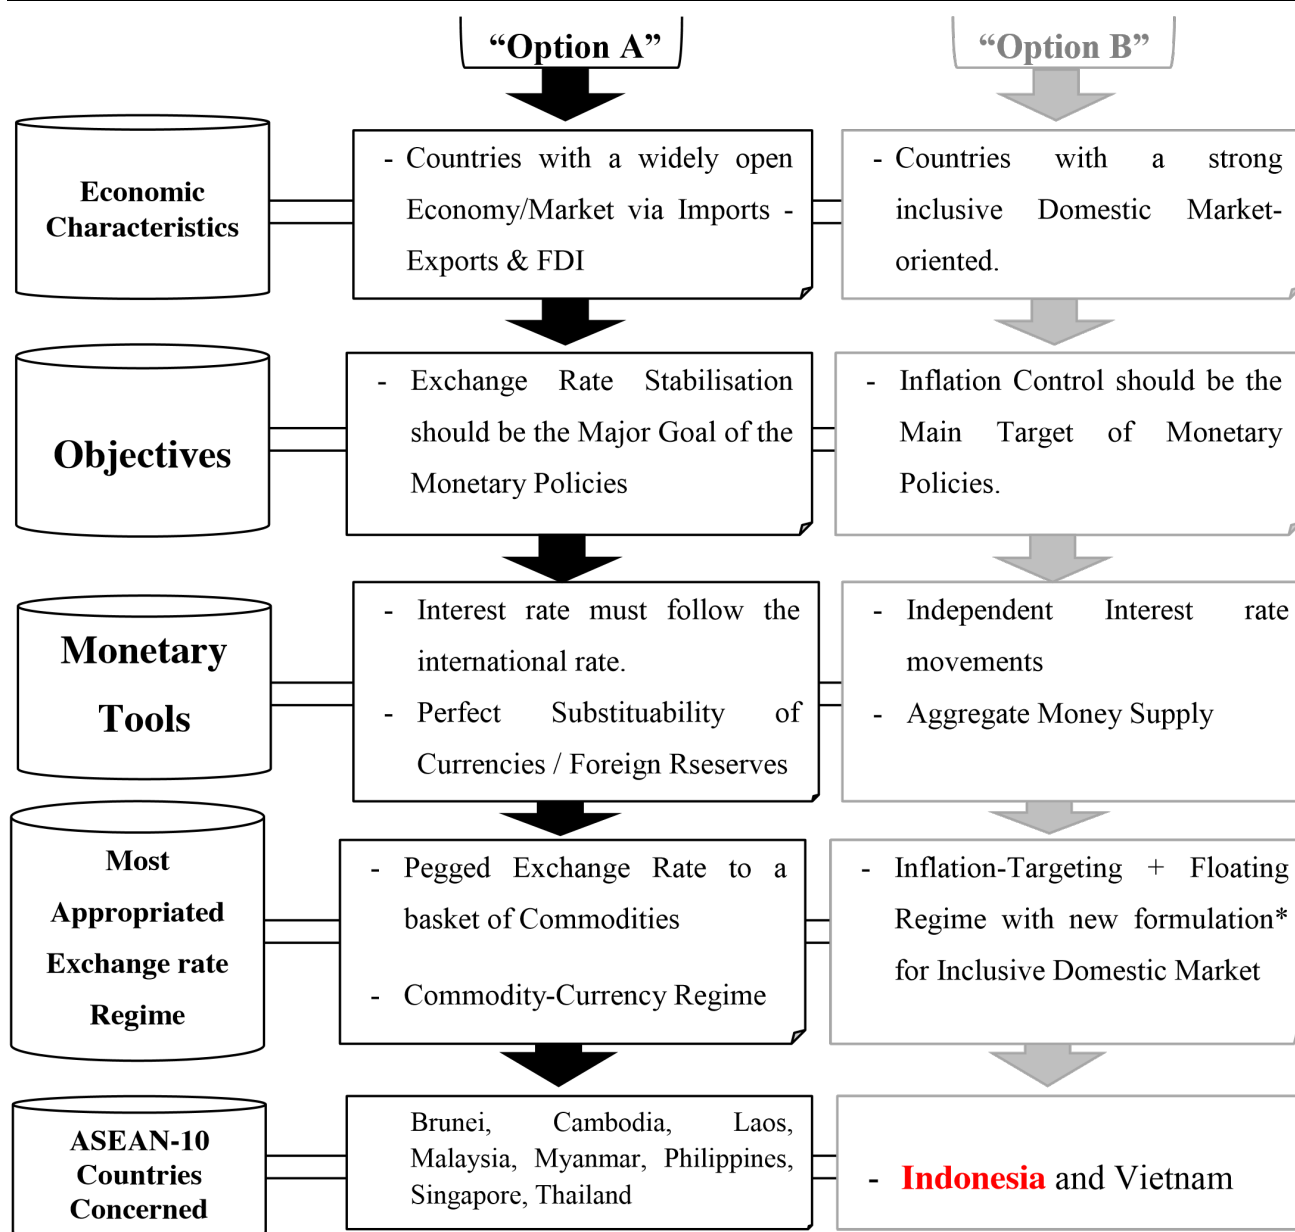 “Option A”
“Option B”
Economic
Characteristics
- Countries with a widely open
Economy/Market via Imports -
Exports & FDI
- Countries with a strong
inclusive Domestic Market-
oriented.
Objectives
- Exchange Rate Stabilisation
should be the Major Goal of the
Monetary Policies
- Inflation Control should be the
Main Target of Monetary
Policies.
Monetary
Tools
- Interest rate must follow the
international rate.
- Perfect Substituability of
Currencies / Foreign Rseserves
- Independent Interest rate
movements
- Aggregate Money Supply
Most
Appropriated
Exchange rate
Regime
- Pegged Exchange Rate to a
basket of Commodities
- Commodity-Currency Regime
- Inflation-Targeting + Floating
Regime with new formulation*
for Inclusive Domestic Market
ASEAN-10
Countries
Concerned
Brunei, Cambodia, Laos,
Malaysia, Myanmar, Philippines,
Singapore, Thailand
- Indonesia and Vietnam